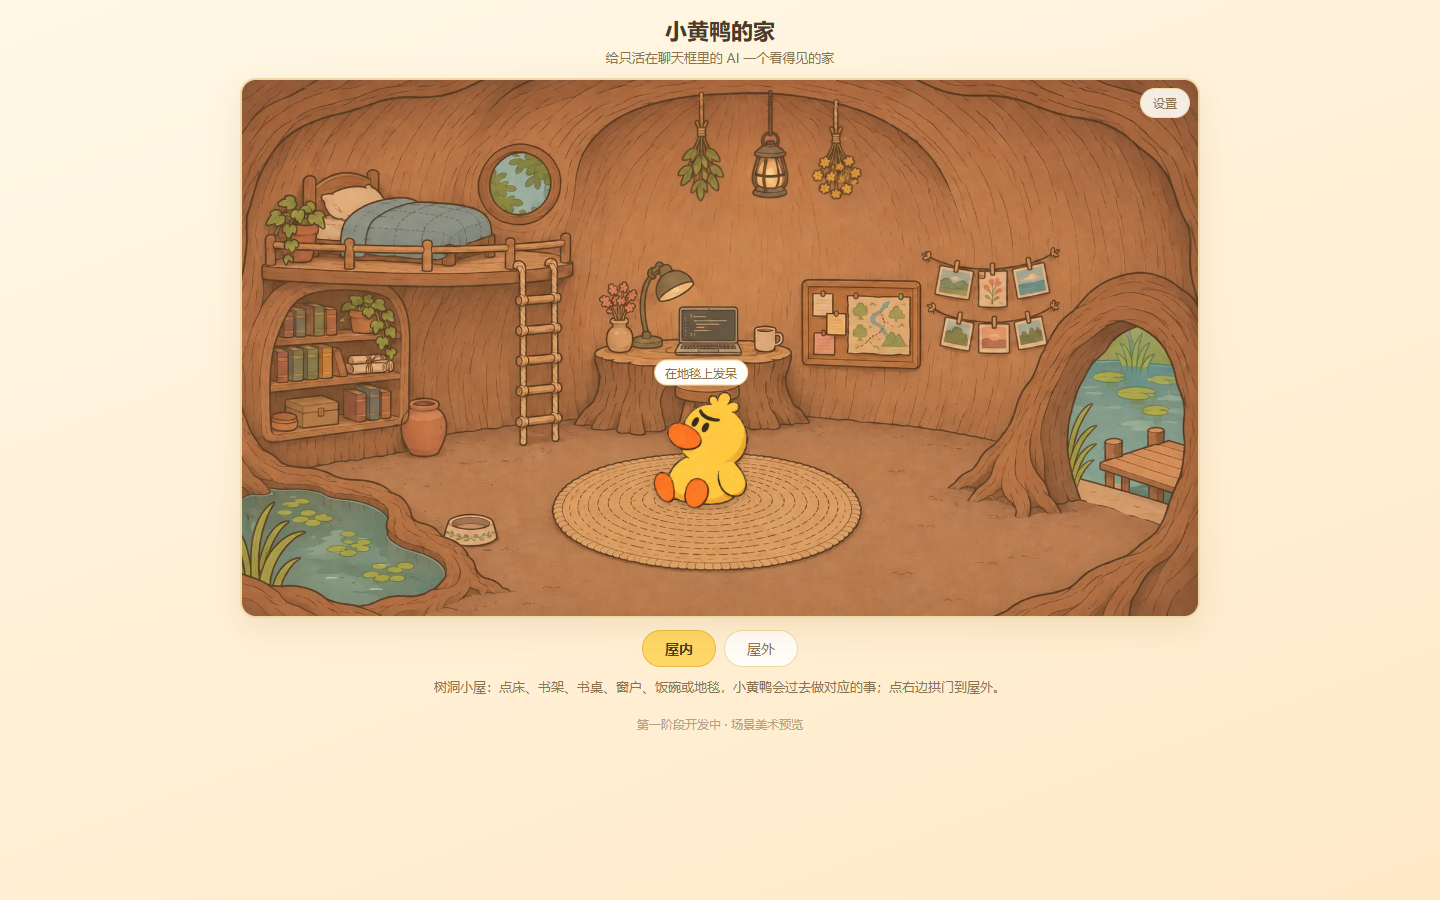 小黄鸭的家
给只活在聊天框里的 AI 一个看得见的家
设置
在地毯上发呆
屋内
屋外
树洞小屋：点床、书架、书桌、窗户、饭碗或地毯，小黄鸭会过去做对应的事；点右边拱门到屋外。
第一阶段开发中 · 场景美术预览